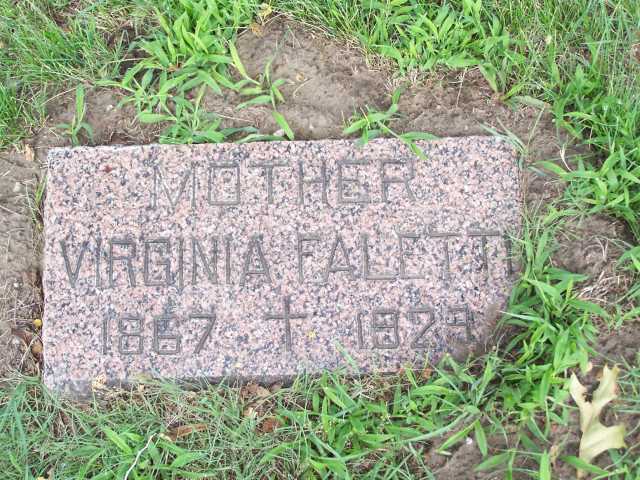 MOTHER
VIRGINIA FALETTI
1867 † 1924